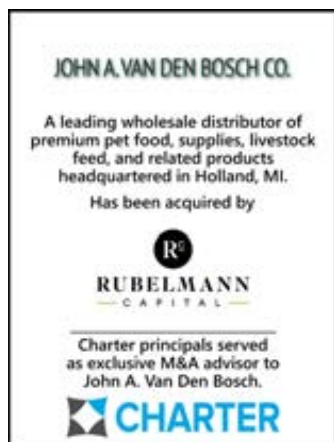 JOHN A. VAN DEN BOSCH CO.
A leading wholesale distributor of
premium pet food, supplies, livestock
feed, and related products
headquartered in Holland, MI.
Has been acquired by
RC
RUBELMANN
CAPITAL
Charter principals served
as exclusive M&A advisor to
John A. Van Den Bosch.
CHARTER